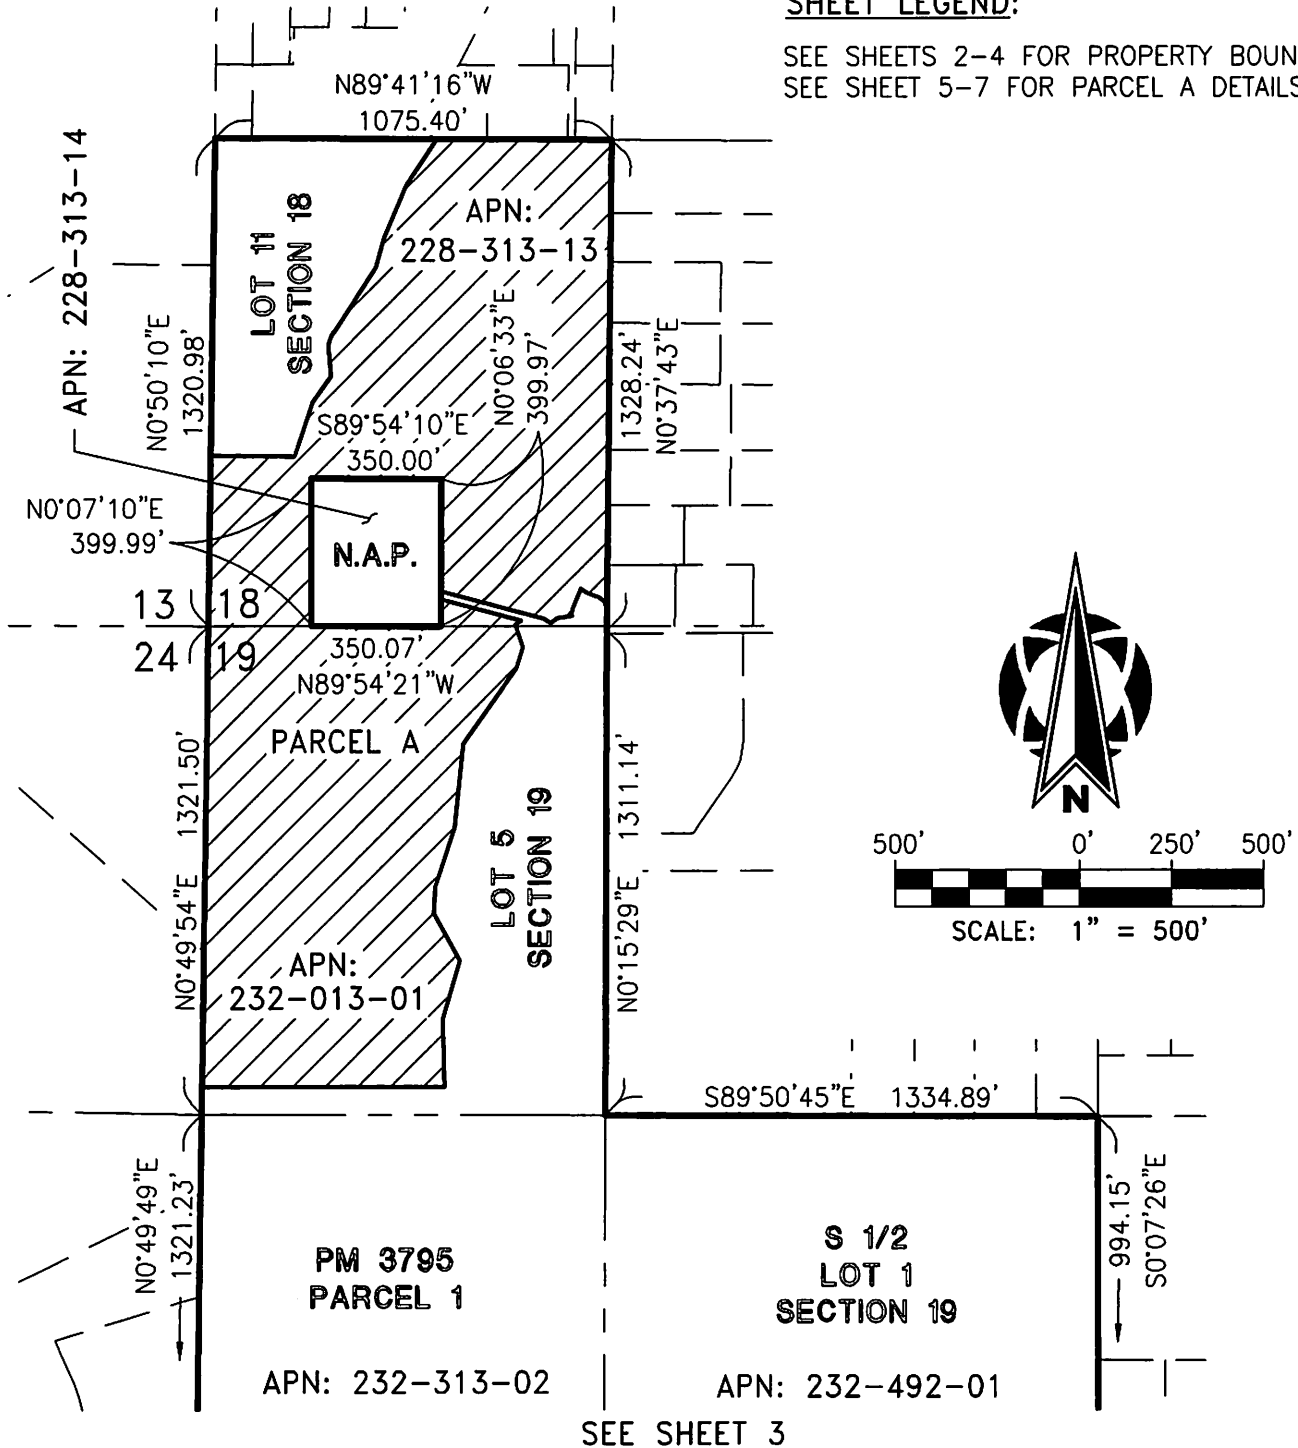 SHEET LEGEND:
SEE SHEETS 2-4 FOR PROPERTY BOUN
SEE SHEET 5-7 FOR PARCEL A DETAILS
N89°41'16"W
1075.40'
APN: 228-313-14
LOT 11
SECTION 18
APN:
228-313-13
N0°50'10"E
1320.98'
N0°06'33"E
399.97'
1328.24'
N0°37'43"E
S89°54'10"E
350.00'
N0°07'10"E
399.99'
N.A.P.
13 18
24 19
350.07'
N89°54'21"W
PARCEL A
1321.50'
N0°49'54"E
LOT 5
SECTION 19
1311.14'
N0°15'29"E
APN:
232-013-01
N
500' 0' 250' 500'
SCALE: 1" = 500'
S89°50'45"E 1334.89'
N0°49'49"E
1321.23'
994.15'
S0°07'26"E
PM 3795
PARCEL 1
APN: 232-313-02
S 1/2
LOT 1
SECTION 19
APN: 232-492-01
SEE SHEET 3